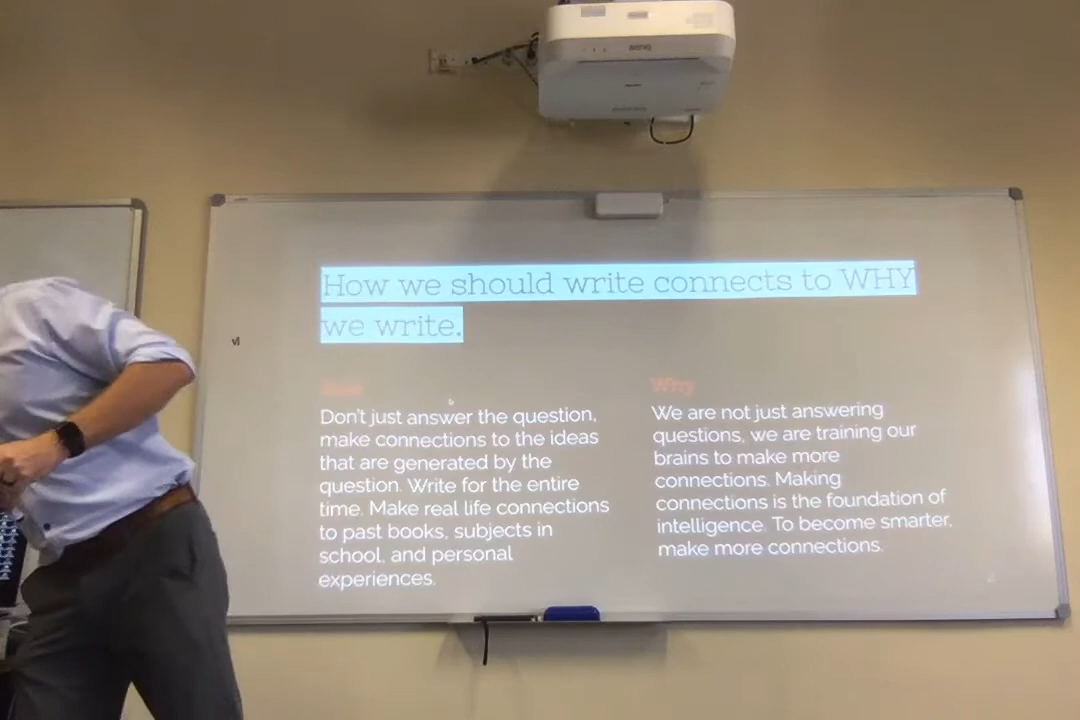 BenQ
How we should write connects to WHY
we write.
Don't just answer the question,
make connections to the ideas
that are generated by the
question. Write for the entire
time. Make real life connections
to past books, subjects in
school, and personal
experiences.
Why
We are not just answering
questions, we are training our
brains to make more
connections. Making
connections is the foundation of
intelligence. To become smarter,
make more connections.